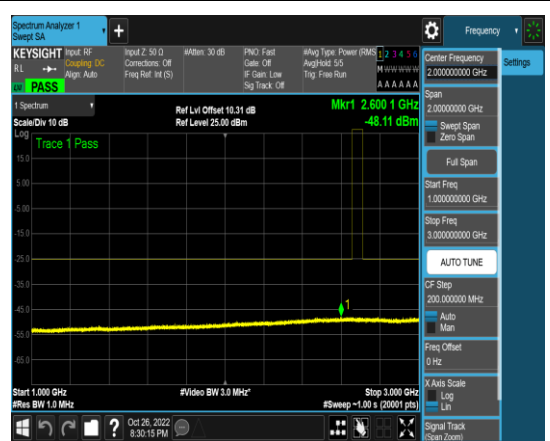 Spectrum Analyzer 1
Swept SA
Frequency
KEYSIGHT
RL
Input: RF
Coupling: DC
Align: Auto
Input Z: 50 Ω
Corrections: Off
Freq Ref: Int (S)
#Atten: 30 dB
PNO: Fast
Gate: Off
IF Gain: Low
Sig Track: Off
#Avg Type: Power (RMS
Avg|Hold: 5/5
Trig: Free Run
1 2 3 4 5 6
M W W W W W
A A A A A A
LW PASS
1 Spectrum
Scale/Div 10 dB
Ref Lvl Offset 10.31 dB
Ref Level 25.00 dBm
Mkr1 2.600 1 GHz
-48.11 dBm
Log
Trace 1 Pass
15.0
5.00
-5.00
-15.0
-25.0
-35.0
-45.0
-55.0
-65.0
1
Start 1.000 GHz
#Res BW 1.0 MHz
#Video BW 3.0 MHz*
Stop 3.000 GHz
#Sweep ~1.00 s (20001 pts)
Oct 26, 2022
8:30:15 PM
Center Frequency
2.000000000 GHz
Settings
Span
2.00000000 GHz
Swept Span
Zero Span
Full Span
Start Freq
1.000000000 GHz
Stop Freq
3.000000000 GHz
AUTO TUNE
CF Step
200.000000 MHz
Auto
Man
Freq Offset
0 Hz
X Axis Scale
Log
Lin
Signal Track
(Span Zoom)